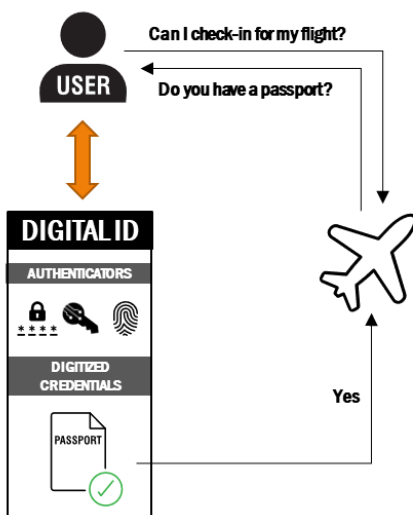 Can I check-in for my flight?
USER
Do you have a passport?
DIGITAL ID
AUTHENTICATORS
****
DIGITIZED
CREDENTIALS
PASSPORT
Yes